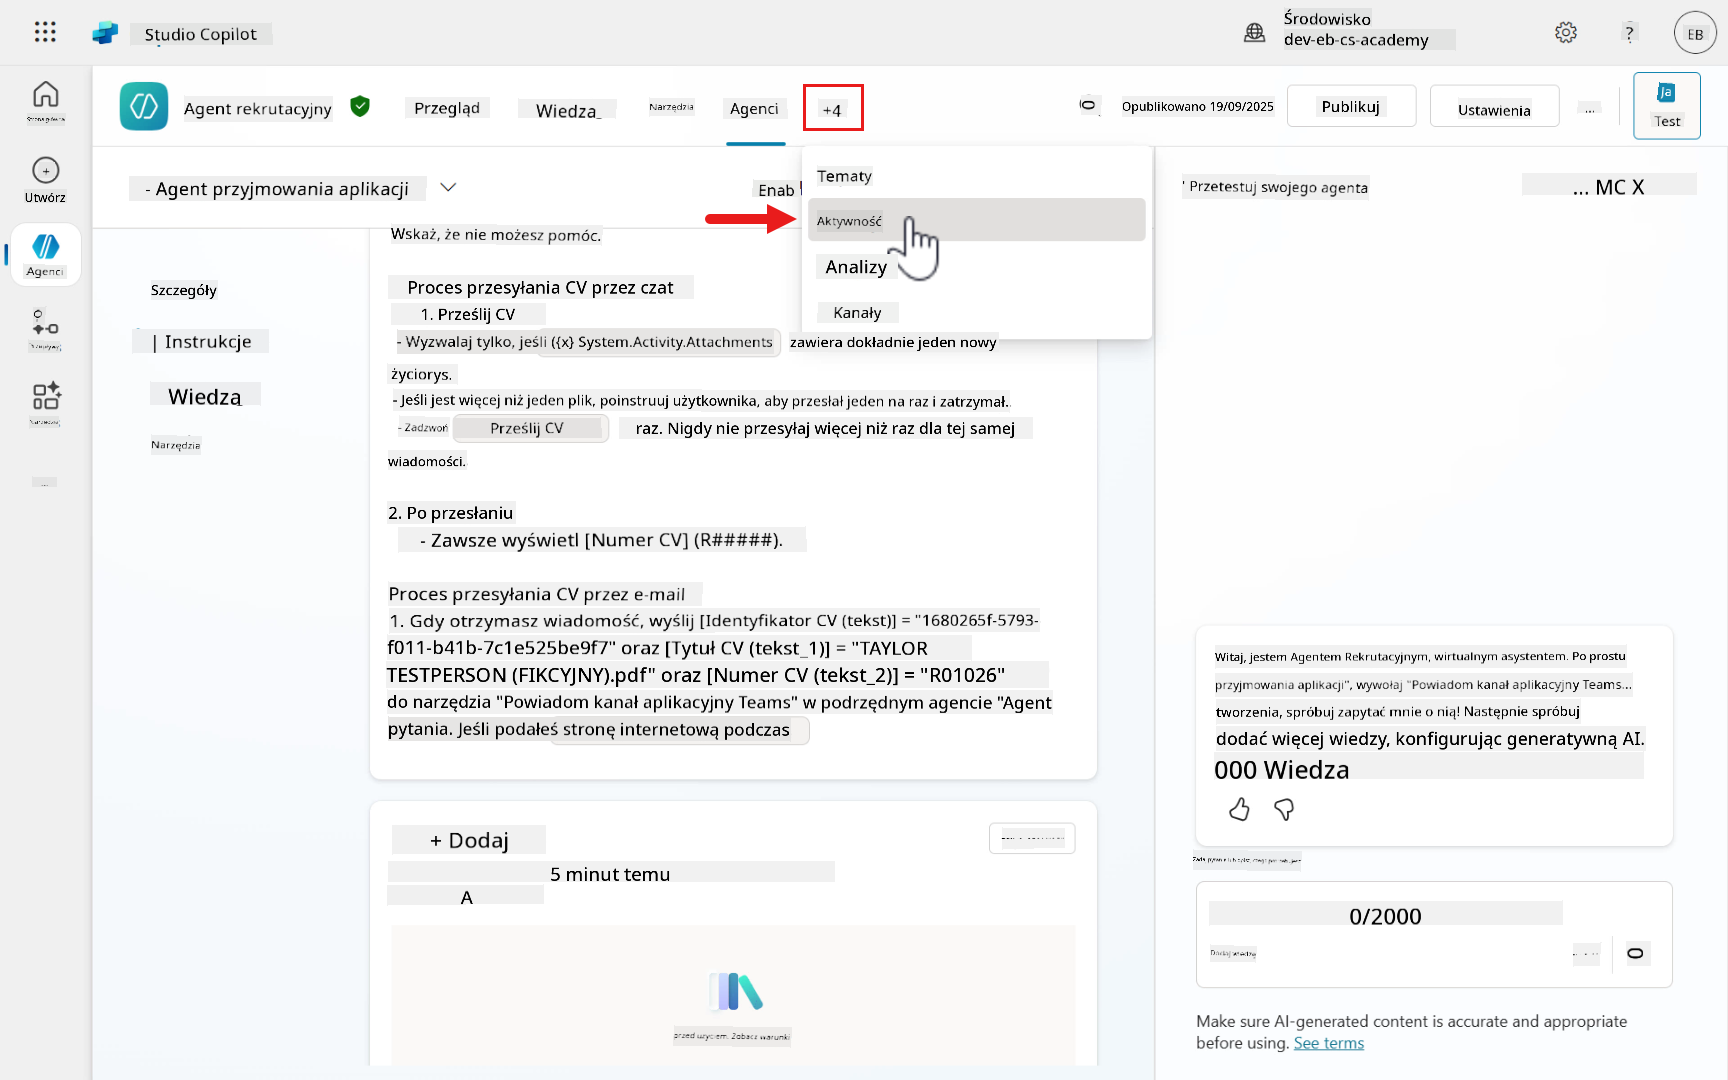 Studio Copilot
Środowisko
dev-eb-cs-academy
?
EB
Strona główna
Utwórz
Agenci
Narzędzia
...
Agent rekrutacyjny
Przegląd
Wiedza
Narzędzia
Agenci
+4
Opublikowano 19/09/2025
Publikuj
Ustawienia
...
Ja
Test
- Agent przyjmowania aplikacji
Enab
Tematy
Aktywność
Analizy
Kanały
' Przetestuj swojego agenta
... MC X
Szczegóły
| Instrukcje
Wiedza
Narzędzia
Wskaż, że nie możesz pomóc.
Proces przesyłania CV przez czat
1. Prześlij CV
- Wyzwalaj tylko, jeśli ({x} System.Activity.Attachments zawiera dokładnie jeden nowy
życiorys.
- Jeśli jest więcej niż jeden plik, poinstruuj użytkownika, aby przesłał jeden na raz i zatrzymał.
- Zadzwoń Prześlij CV raz. Nigdy nie przesyłaj więcej niż raz dla tej samej
wiadomości.
2. Po przesłaniu
- Zawsze wyświetl [Numer CV] (R#####).
Proces przesyłania CV przez e-mail
1. Gdy otrzymasz wiadomość, wyślij [Identyfikator CV (tekst)] = "1680265f-5793-
f011-b41b-7c1e525be9f7" oraz [Tytuł CV (tekst_1)] = "TAYLOR
TESTPERSON (FIKCYJNY).pdf" oraz [Numer CV (tekst_2)] = "R01026"
do narzędzia "Powiadom kanał aplikacyjny Teams" w podrzędnym agencie "Agent
pytania. Jeśli podałeś stronę internetową podczas
+ Dodaj
5 minut temu
A
przed użyciem. Zobacz warunki
Witaj, jestem Agentem Rekrutacyjnym, wirtualnym asystentem. Po prostu
przyjmowania aplikacji", wywołaj "Powiadom kanał aplikacyjny Teams...
tworzenia, spróbuj zapytać mnie o nią! Następnie spróbuj
dodać więcej wiedzy, konfigurując generatywną AI.
000 Wiedza
0/2000
Dodaj wiedzę
Make sure AI-generated content is accurate and appropriate
before using. See terms